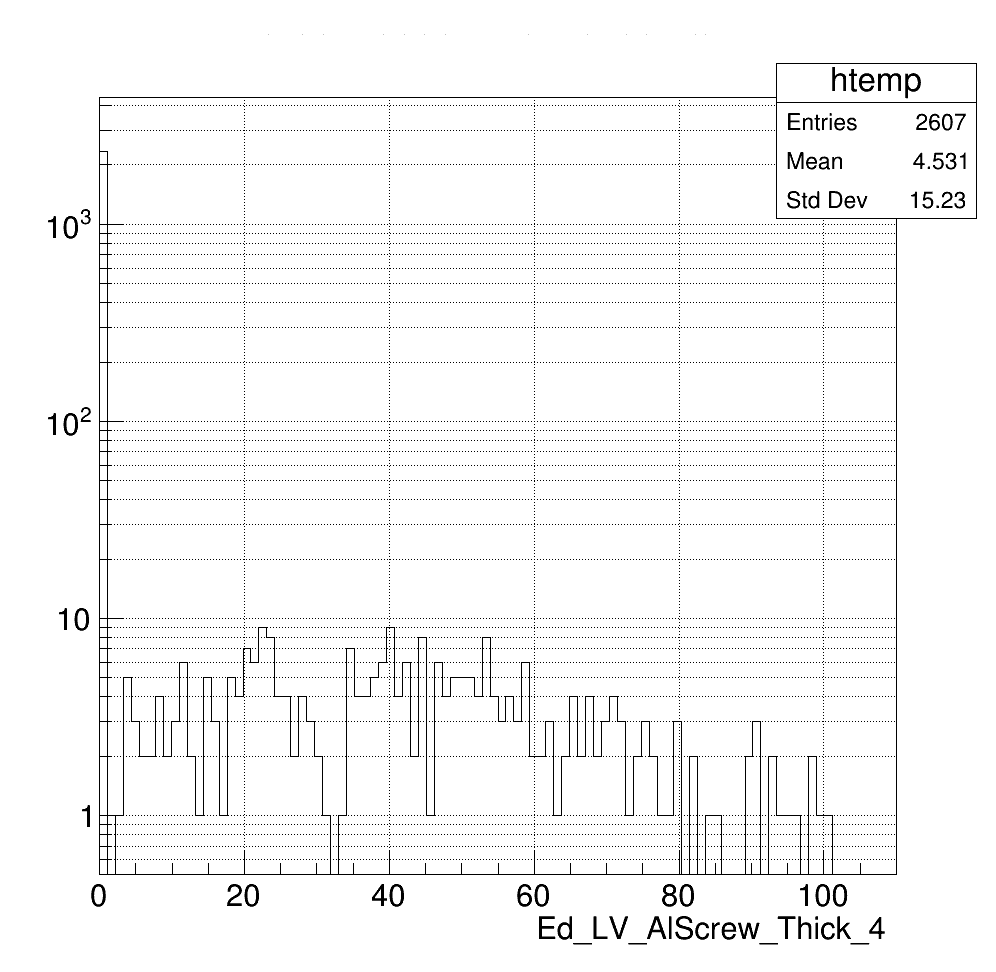 htemp
Entries 2607
Mean 4.531
Std Dev 15.23
10³
10²
10
1
0 20 40 60 80 100
Ed_LV_AlScrew_Thick_4